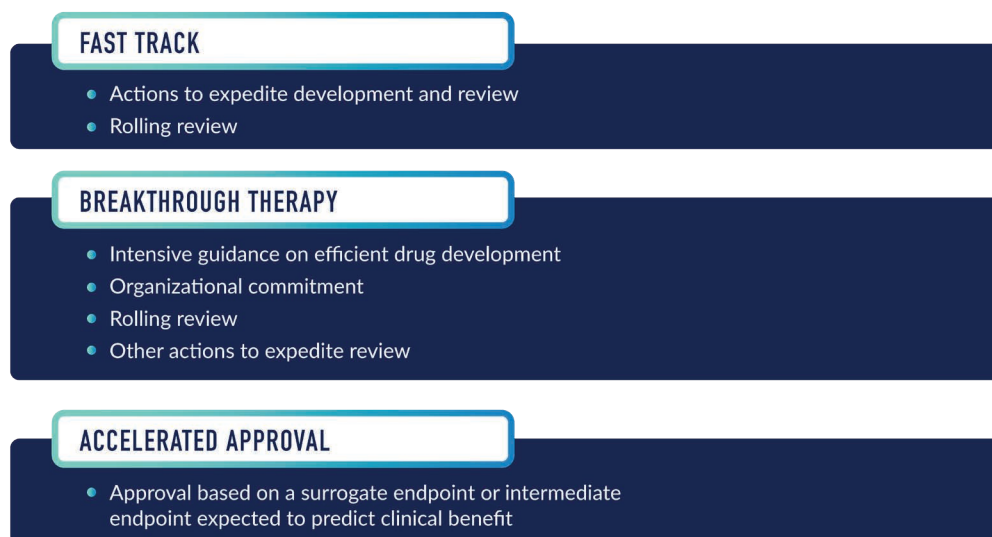 FAST TRACK
Actions to expedite development and review
Rolling review
BREAKTHROUGH THERAPY
Intensive guidance on efficient drug development
Organizational commitment
Rolling review
Other actions to expedite review
ACCELERATED APPROVAL
Approval based on a surrogate endpoint or intermediate
endpoint expected to predict clinical benefit